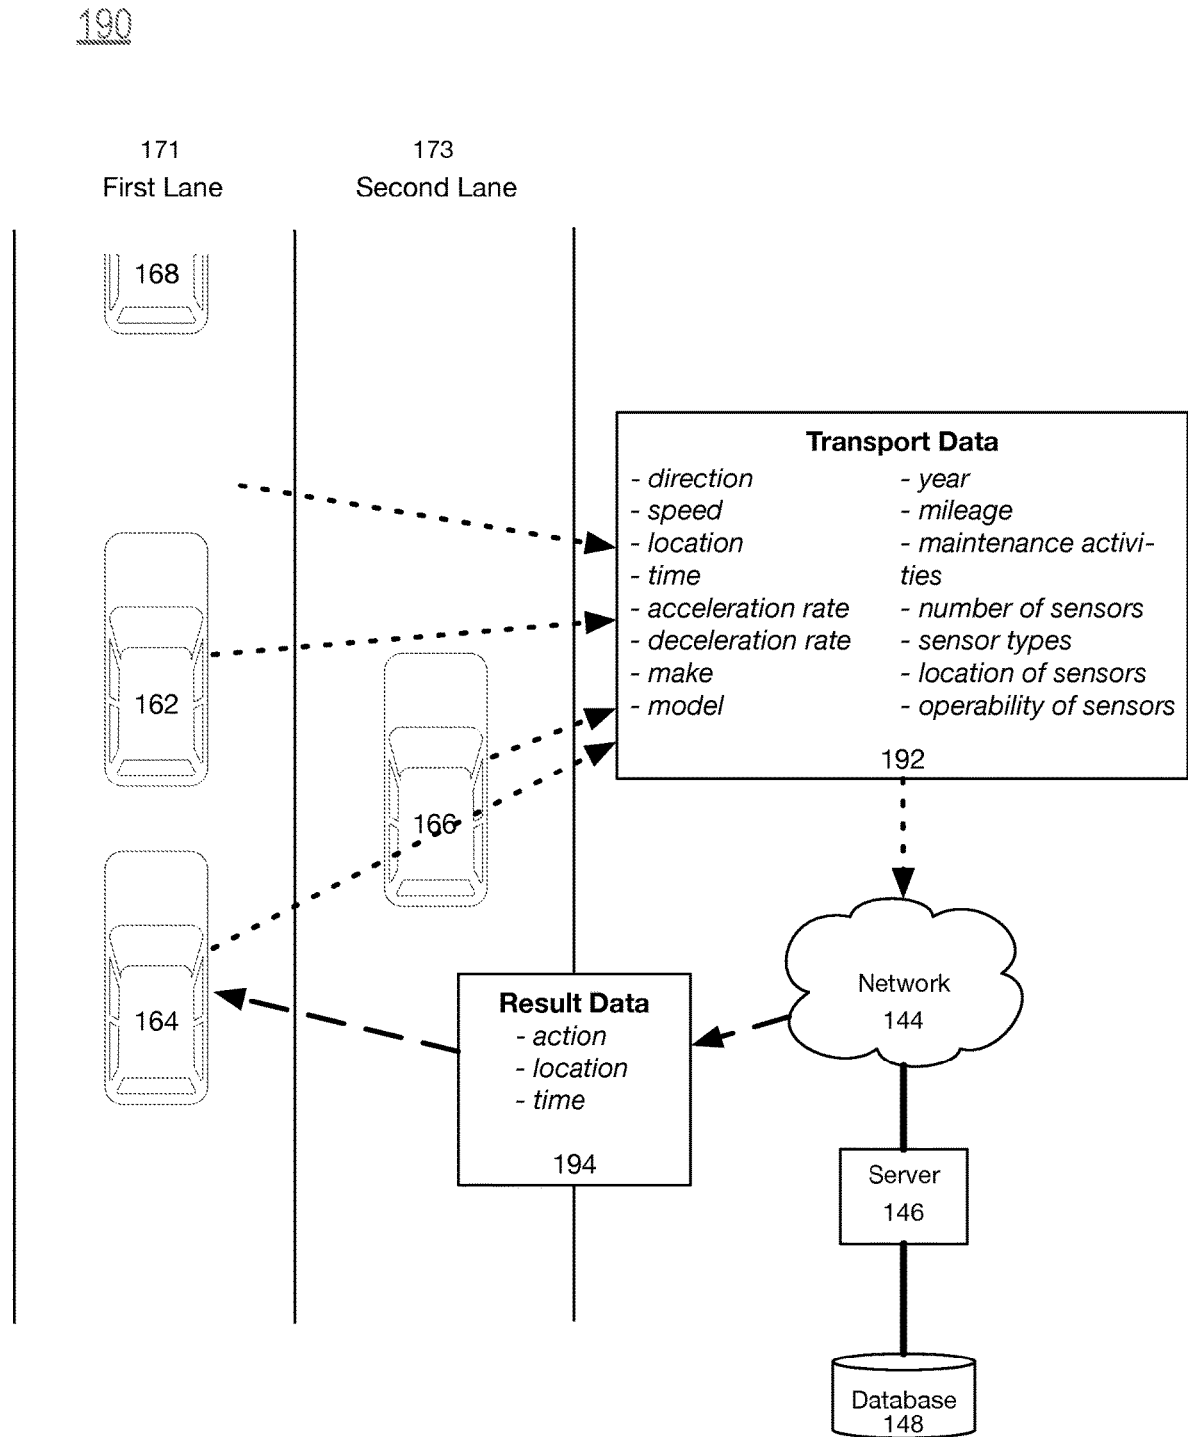 190
171
First Lane
173
Second Lane
168
162
166
164
Transport Data
- direction
- speed
- location
- time
- acceleration rate
- deceleration rate
- make
- model
- year
- mileage
- maintenance activi-
ties
- number of sensors
- sensor types
- location of sensors
- operability of sensors
192
Network
144
Result Data
- action
- location
- time
194
Server
146
Database
148